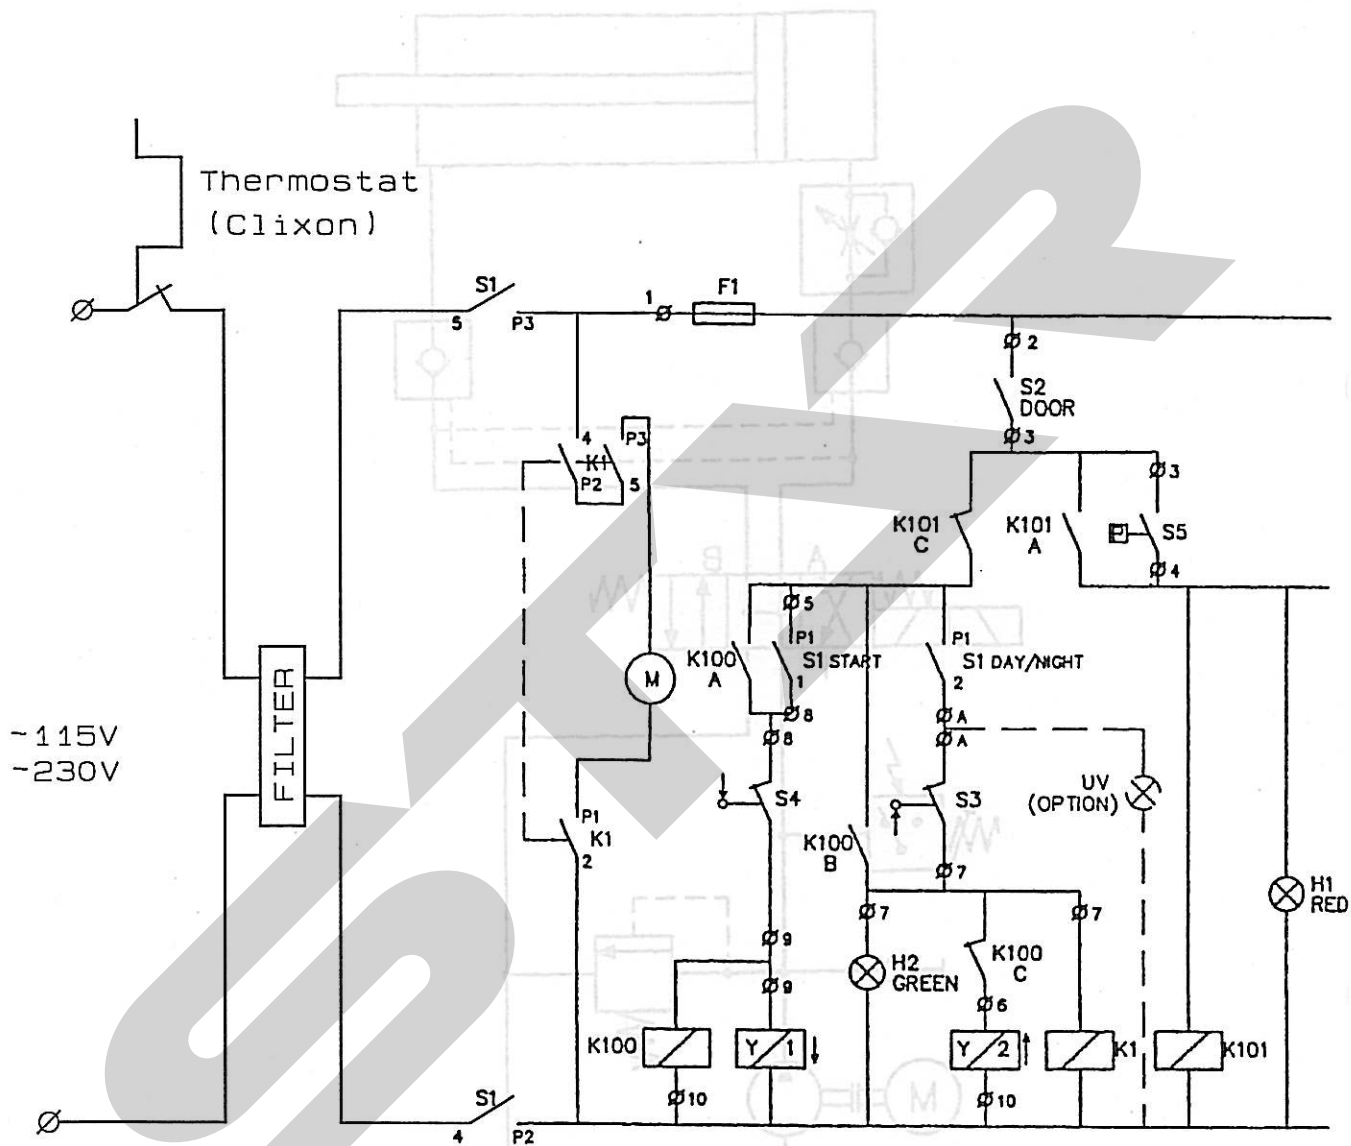 Thermostat
(Clixon)
S1
5
P3
1
F1
2
S2
DOOR
3
3
4
P3
K1
P2
5
K101
C
K101
A
P
S5
4
5
K100
A
P1
S1 START
1
8
8
P1
S1 DAY/NIGHT
2
A
A
M
~115V
~230V
FILTER
S4
S3
UV
(OPTION)
P1
K1
2
K100
B
7
7
7
H1
RED
9
9
H2
GREEN
K100
C
6
K100
Y 1
Y 2
K1
K101
10
10
S1
4
P2
B
A
M
STAR